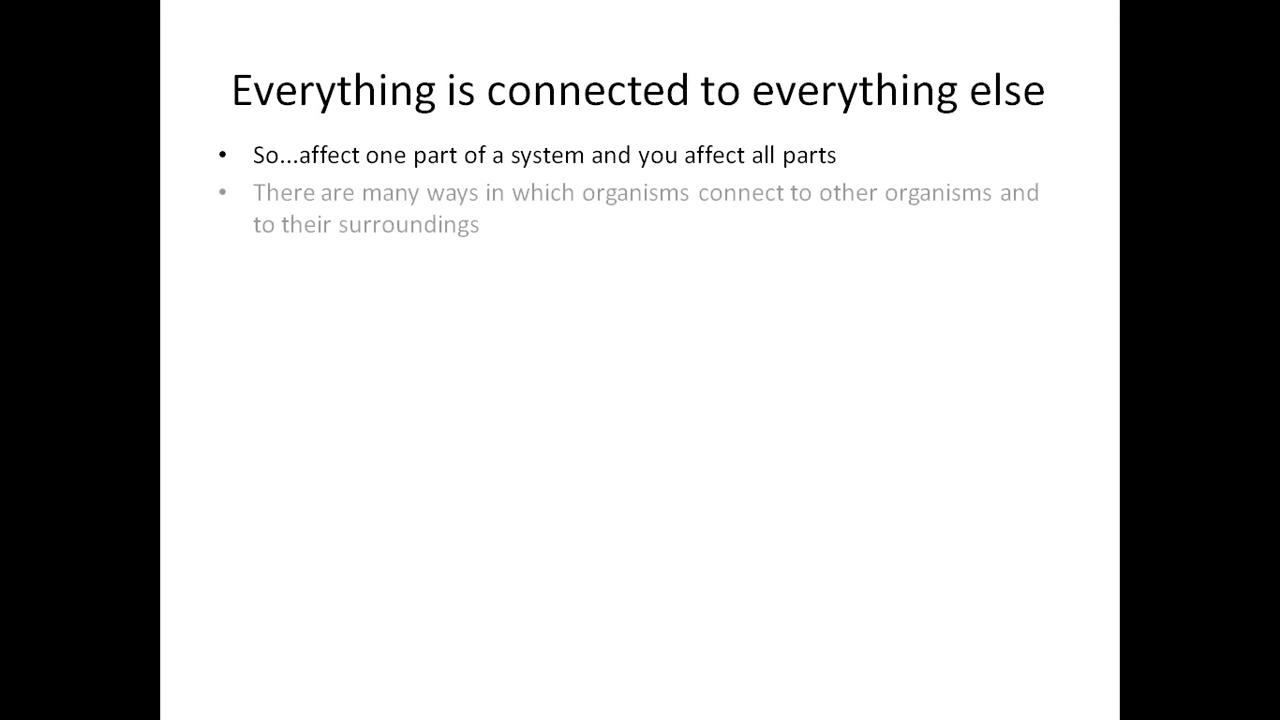 Everything is connected to everything else
• So...affect one part of a system and you affect all parts
• There are many ways in which organisms connect to other organisms and
to their surroundings